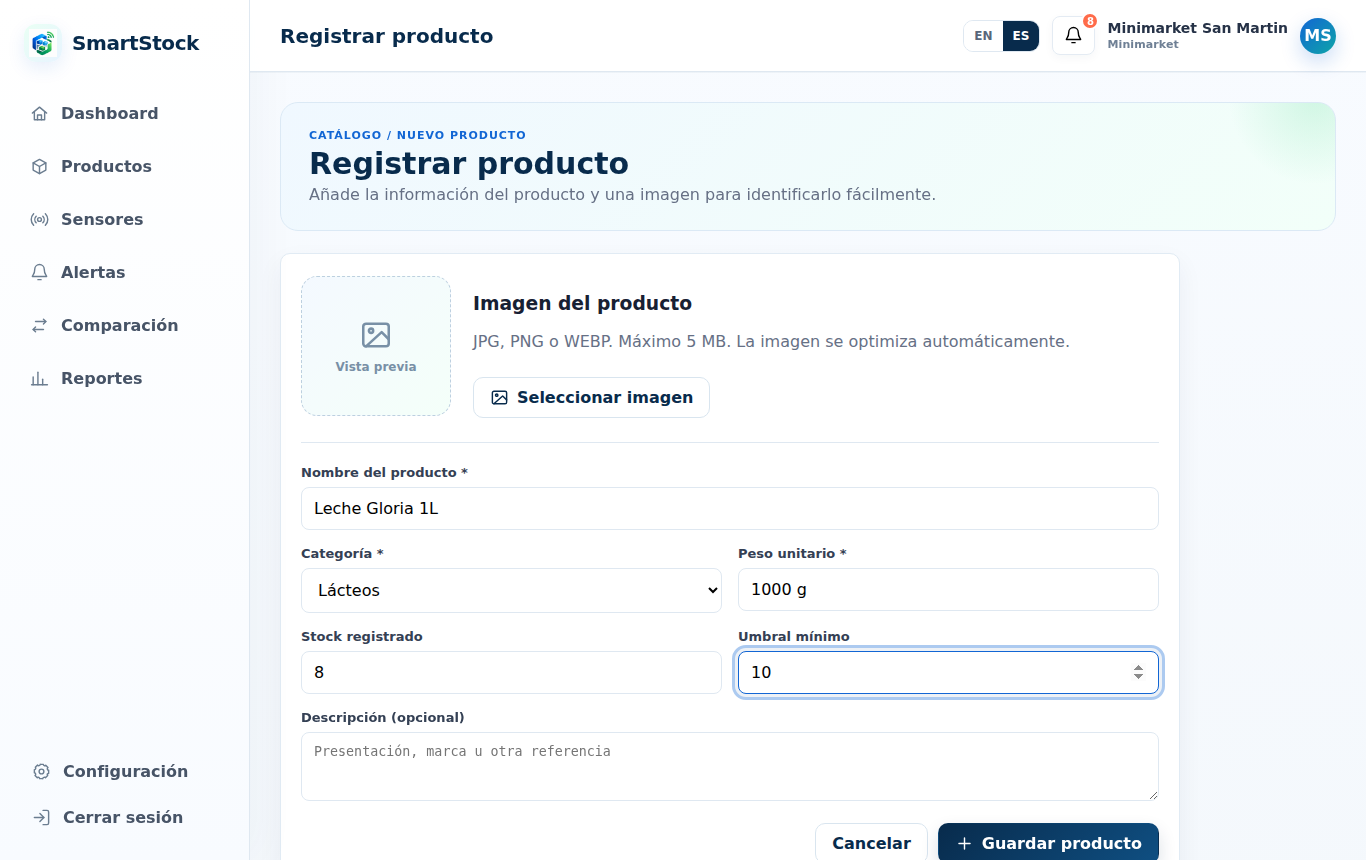 SmartStock
Dashboard
Productos
Sensores
Alertas
Comparación
Reportes
Configuración
Cerrar sesión
Registrar producto
EN ES
8
Minimarket San Martin
Minimarket
MS
CATÁLOGO / NUEVO PRODUCTO
Registrar producto
Añade la información del producto y una imagen para identificarlo fácilmente.
Vista previa
Imagen del producto
JPG, PNG o WEBP. Máximo 5 MB. La imagen se optimiza automáticamente.
Seleccionar imagen
Nombre del producto *
Leche Gloria 1L
Categoría *
Lácteos
Peso unitario *
1000 g
Stock registrado
8
Umbral mínimo
10
Descripción (opcional)
Presentación, marca u otra referencia
Cancelar
+ Guardar producto